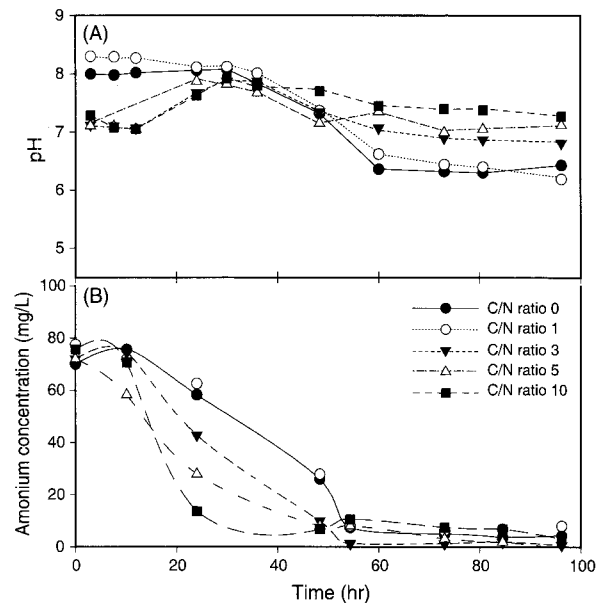 (A)
9
8
7
6
5
pH
(B)
100
80
60
40
20
0
Amonium concentration (mg/L)
C/N ratio 0
C/N ratio 1
C/N ratio 3
C/N ratio 5
C/N ratio 10
0 20 40 60 80 100
Time (hr)